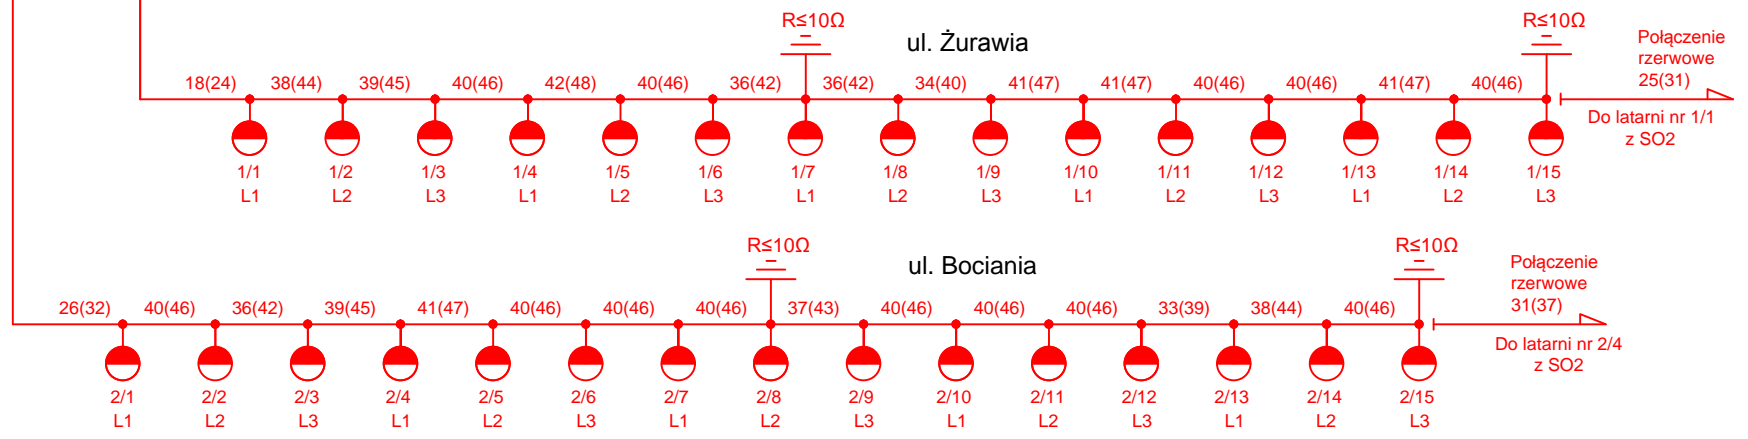 R≤10Ω
R≤10Ω
ul. Żurawia
Połączenie
rezerwowe
25(31)
18(24) 38(44) 39(45) 40(46) 42(48) 40(46) 36(42) 36(42) 34(40) 41(47) 41(47) 40(46) 40(46) 41(47) 40(46)
Do latarni nr 1/1
z SO2
1/1 1/2 1/3 1/4 1/5 1/6 1/7 1/8 1/9 1/10 1/11 1/12 1/13 1/14 1/15
L1 L2 L3 L1 L2 L3 L1 L2 L3 L1 L2 L3 L1 L2 L3
R≤10Ω
R≤10Ω
ul. Bociania
Połączenie
rzerwowe
31(37)
26(32) 40(46) 36(42) 39(45) 41(47) 40(46) 40(46) 40(46) 37(43) 40(46) 40(46) 40(46) 33(39) 38(44) 40(46)
Do latarni nr 2/4
z SO2
2/1 2/2 2/3 2/4 2/5 2/6 2/7 2/8 2/9 2/10 2/11 2/12 2/13 2/14 2/15
L1 L2 L3 L1 L2 L3 L1 L2 L3 L1 L2 L3 L1 L2 L3